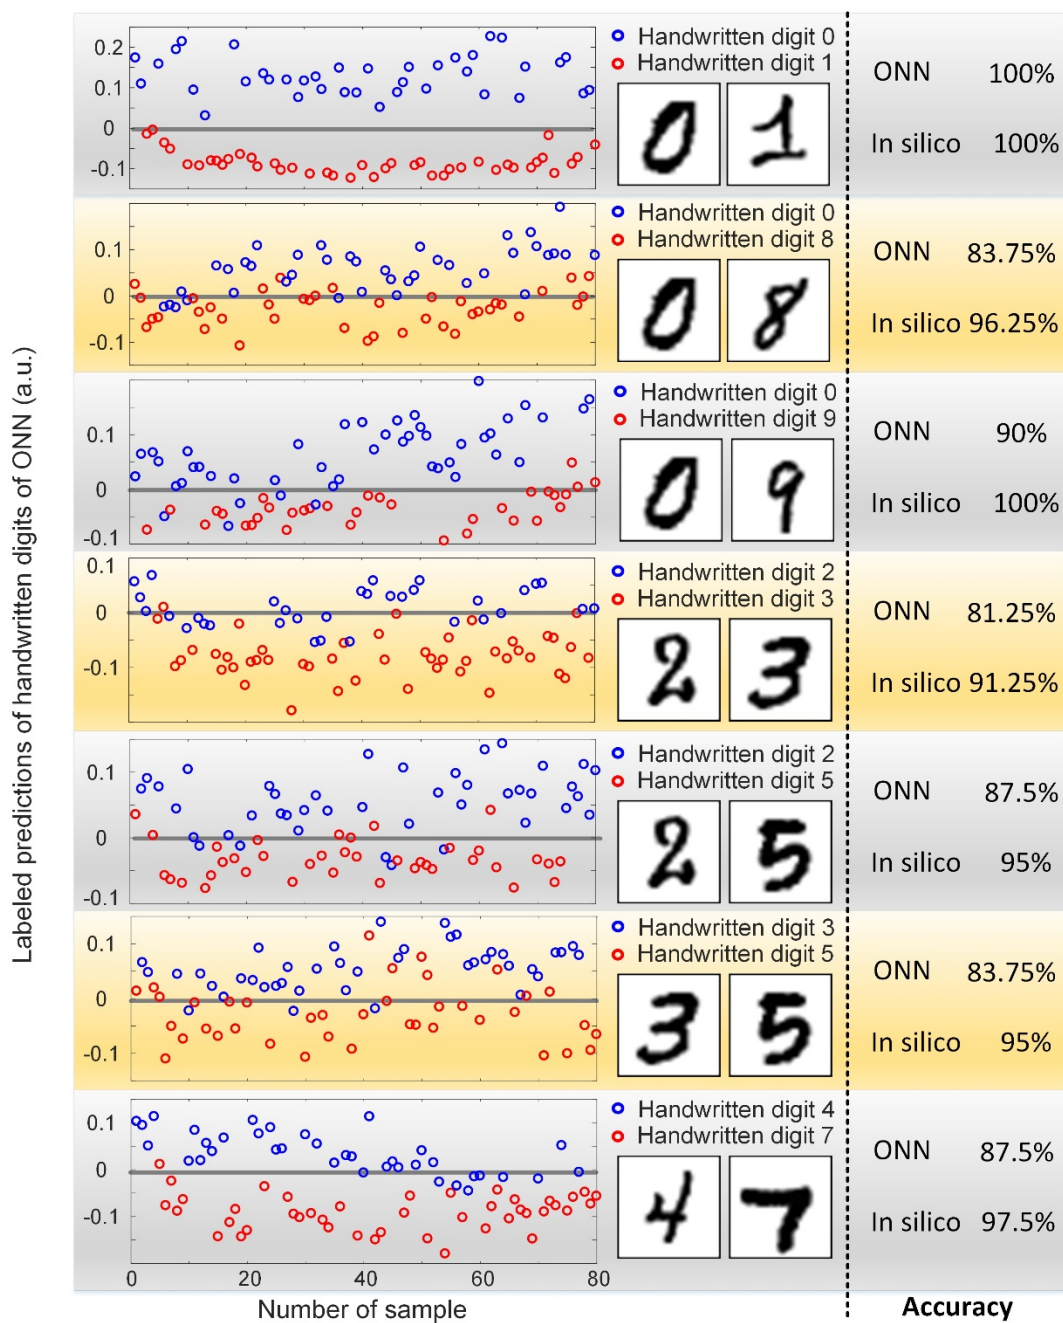 Labeled predictions of handwritten digits of ONN (a.u.)
0.2
0.1
0
-0.1
Handwritten digit 0
Handwritten digit 1
0 1
ONN 100%
In silico 100%
0.1
0
-0.1
Handwritten digit 0
Handwritten digit 8
0 8
ONN 83.75%
In silico 96.25%
0.1
0
-0.1
Handwritten digit 0
Handwritten digit 9
0 9
ONN 90%
In silico 100%
0.1
0
-0.1
Handwritten digit 2
Handwritten digit 3
2 3
ONN 81.25%
In silico 91.25%
0.1
0
-0.1
Handwritten digit 2
Handwritten digit 5
2 5
ONN 87.5%
In silico 95%
0.1
0
-0.1
Handwritten digit 3
Handwritten digit 5
3 5
ONN 83.75%
In silico 95%
0.1
0
-0.1
Handwritten digit 4
Handwritten digit 7
4 7
ONN 87.5%
In silico 97.5%
0 20 40 60 80
Number of sample
Accuracy